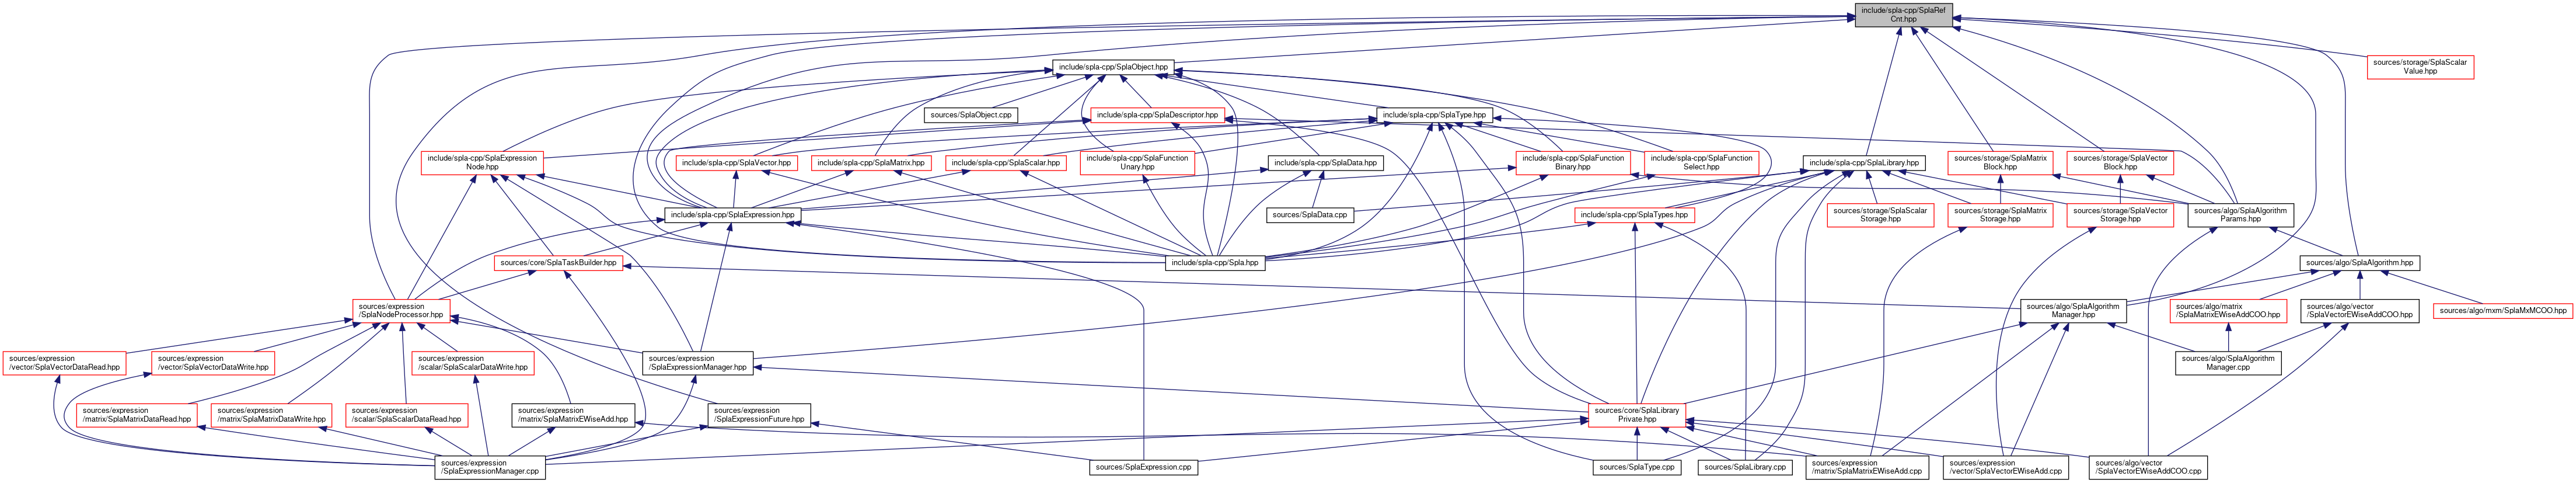 include/spla-cpp/SplaRef
Cnt.hpp
include/spla-cpp/SplaObject.hpp
sources/storage/SplaScalar
Value.hpp
sources/SplaObject.cpp
include/spla-cpp/SplaDescriptor.hpp
include/spla-cpp/SplaType.hpp
include/spla-cpp/SplaExpression
Node.hpp
include/spla-cpp/SplaVector.hpp
include/spla-cpp/SplaMatrix.hpp
include/spla-cpp/SplaScalar.hpp
include/spla-cpp/SplaFunction
Unary.hpp
include/spla-cpp/SplaData.hpp
include/spla-cpp/SplaFunction
Binary.hpp
include/spla-cpp/SplaFunction
Select.hpp
include/spla-cpp/SplaLibrary.hpp
sources/storage/SplaMatrix
Block.hpp
sources/storage/SplaVector
Block.hpp
include/spla-cpp/SplaExpression.hpp
sources/SplaData.cpp
include/spla-cpp/SplaTypes.hpp
sources/storage/SplaScalar
Storage.hpp
sources/storage/SplaMatrix
Storage.hpp
sources/storage/SplaVector
Storage.hpp
sources/algo/SplaAlgorithm
Params.hpp
sources/core/SplaTaskBuilder.hpp
include/spla-cpp/Spla.hpp
sources/algo/SplaAlgorithm.hpp
sources/expression
/SplaNodeProcessor.hpp
sources/algo/SplaAlgorithm
Manager.hpp
sources/algo/matrix
/SplaMatrixEWiseAddCOO.hpp
sources/algo/vector
/SplaVectorEWiseAddCOO.hpp
sources/algo/mxm/SplaMxMCOO.hpp
sources/expression
/vector/SplaVectorDataRead.hpp
sources/expression
/vector/SplaVectorDataWrite.hpp
sources/expression
/scalar/SplaScalarDataWrite.hpp
sources/expression
/SplaExpressionManager.hpp
sources/algo/SplaAlgorithm
Manager.cpp
sources/expression
/matrix/SplaMatrixDataRead.hpp
sources/expression
/matrix/SplaMatrixDataWrite.hpp
sources/expression
/scalar/SplaScalarDataRead.hpp
sources/expression
/matrix/SplaMatrixEWiseAdd.hpp
sources/expression
/SplaExpressionFuture.hpp
sources/core/SplaLibrary
Private.hpp
sources/expression
/SplaExpressionManager.cpp
sources/SplaExpression.cpp
sources/SplaType.cpp
sources/SplaLibrary.cpp
sources/expression
/matrix/SplaMatrixEWiseAdd.cpp
sources/expression
/vector/SplaVectorEWiseAdd.cpp
sources/algo/vector
/SplaVectorEWiseAddCOO.cpp